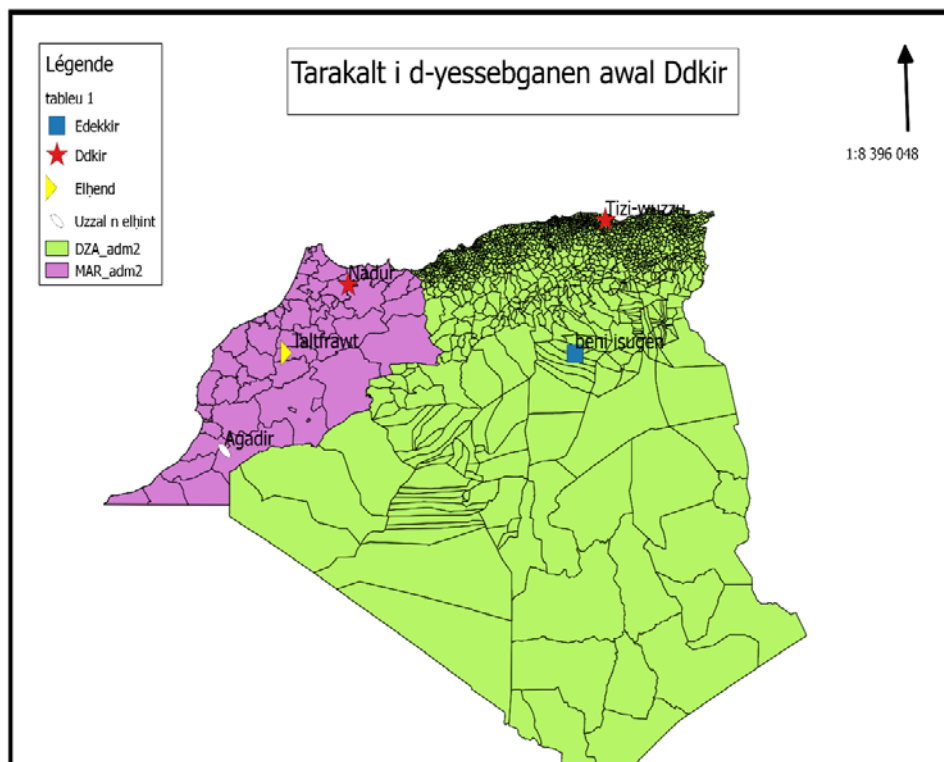 Tarakalt i d-yessebganen awal Ddkir
Légende
tableu 1
Edekkir
Ddkir
Elḥend
Uzzal n elḥint
DZA_adm2
MAR_adm2
1:8 396 048
Tizi-wuzzu
Nadur
Taltfrawt
beni isugen
Agadir